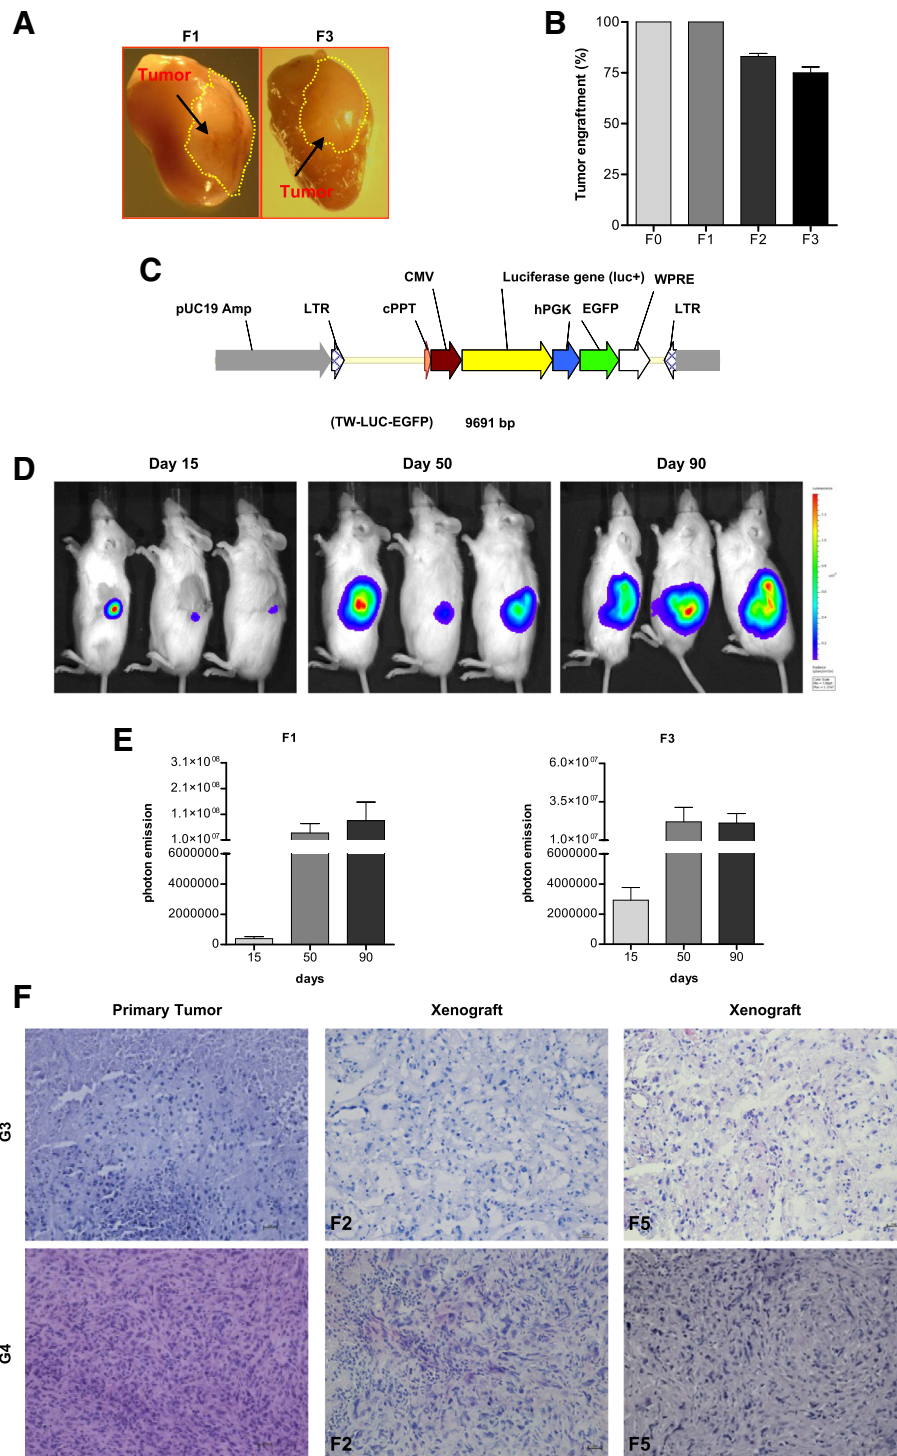 A
F1
F3
Tumor
Tumor
B
Tumor engraftment (%)
100
75
50
25
0
F0 F1 F2 F3
C
CMV
Luciferase gene (luc+)
WPRE
pUC19 Amp
LTR
cPPT
hPGK
EGFP
LTR
(TW-LUC-EGFP) 9691 bp
D
Day 15
Day 50
Day 90
E
F1
photon emission
3.1×10⁰⁸
2.1×10⁰⁸
1.1×10⁰⁸
1.0×10⁰⁷
6000000
4000000
2000000
0
15 50 90
days
F3
photon emission
6.0×10⁰⁷
3.5×10⁰⁷
1.0×10⁰⁷
6000000
4000000
2000000
0
15 50 90
days
F
Primary Tumor
Xenograft
Xenograft
G3
F2
F5
G4
F2
F5